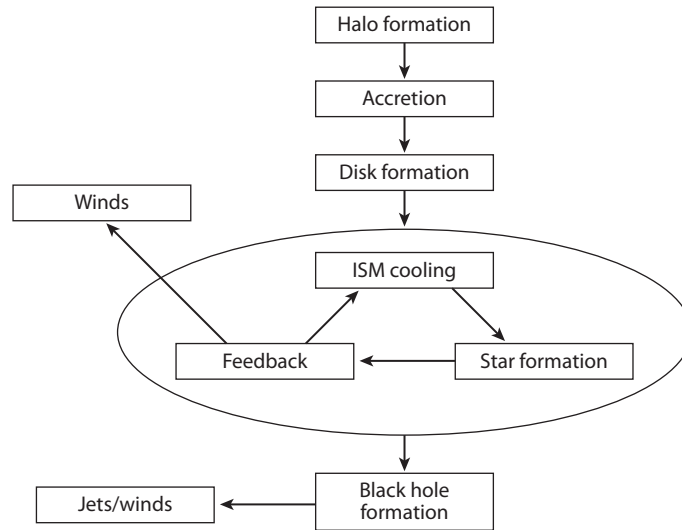 Halo formation
Accretion
Disk formation
Winds
ISM cooling
Feedback
Star formation
Black hole
formation
Jets/winds